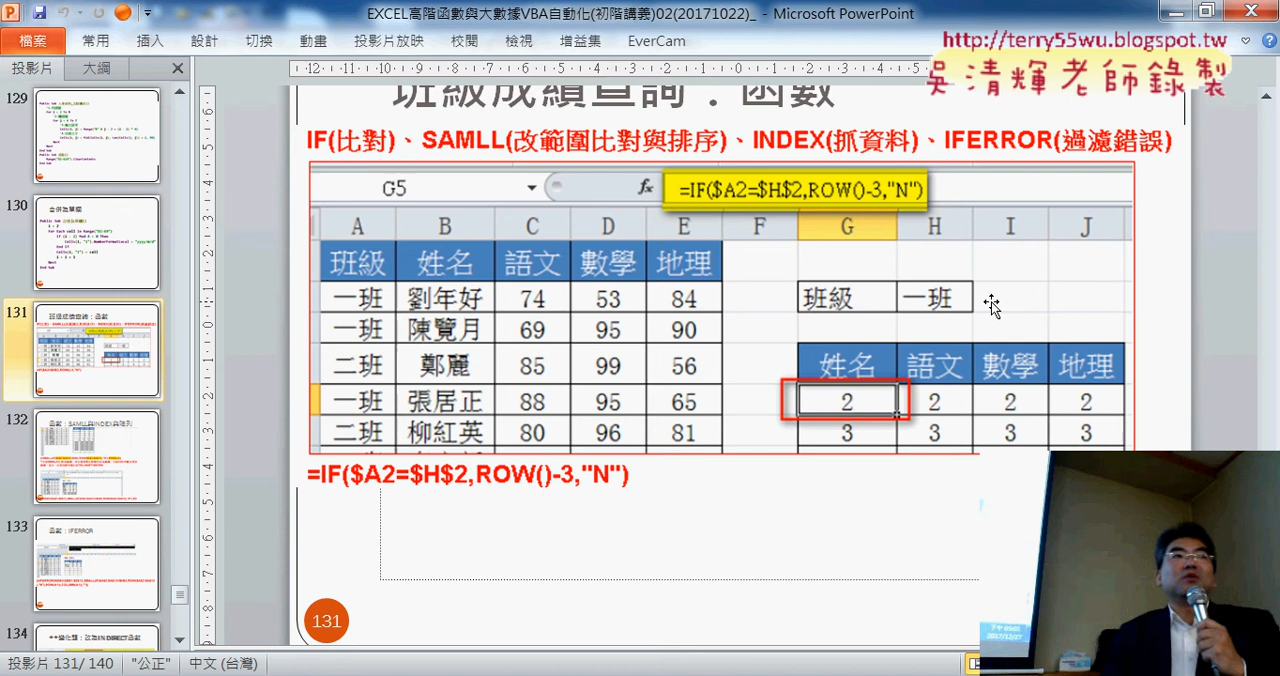 EXCEL高階函數與大數據VBA自動化(初階講義)02(20171022)_ - Microsoft PowerPoint
檔案 常用 插入 設計 切換 動畫 投影片放映 校閱 檢視 增益集 EverCam
http://terry55wu.blogspot.tw
吳清輝老師錄製
投影片 大綱
129
130
131
132
133
134
班級成績查詢：函數
IF(比對)、SAMLL(改範圍比對與排序)、INDEX(抓資料)、IFERROR(過濾錯誤)
G5 fx =IF($A2=$H$2,ROW()-3,"N")
A B C D E F G H I J
班級 姓名 語文 數學 地理
一班 劉年好 74 53 84 班級 一班
一班 陳覽月 69 95 90
二班 鄭麗 85 99 56 姓名 語文 數學 地理
一班 張居正 88 95 65 2 2 2 2
二班 柳紅英 80 96 81 3 3 3 3
=IF($A2=$H$2,ROW()-3,"N")
131
2017/12/27
投影片 131/ 140 "公正" 中文 (台灣)